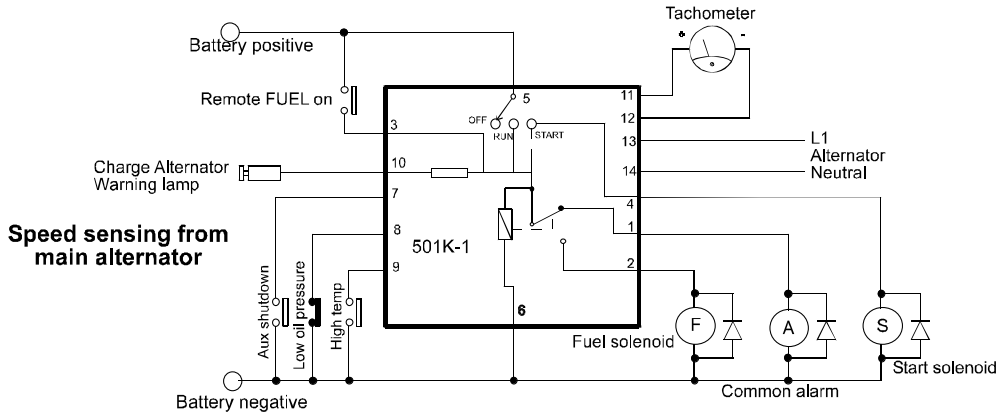 Tachometer
+ -
Battery positive
Remote FUEL on
5
OFF
RUN
START
11
12
13
14
L1
Alternator
Neutral
3
10
Charge Alternator
Warning lamp
7
4
8
1
Speed sensing from
main alternator
501K-1
9
2
6
Aux shutdown
Low oil pressure
High temp
F
A
S
Fuel solenoid
Start solenoid
Common alarm
Battery negative